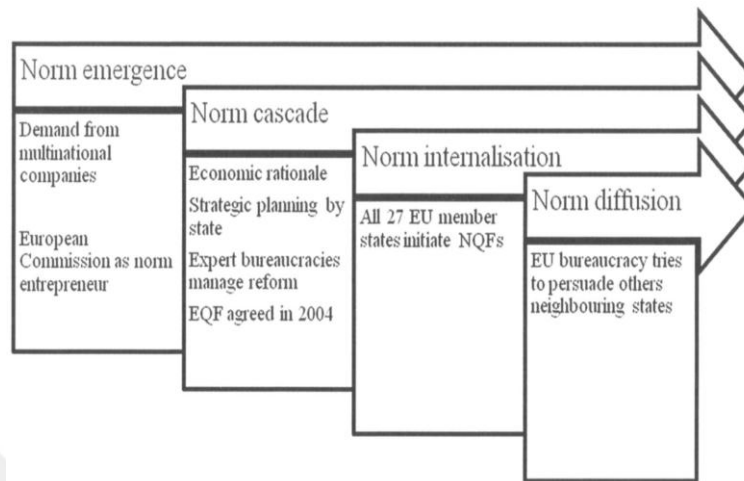 Norm emergence
Demand from
multinational
companies
European
Commission as norm
entrepreneur
Norm cascade
Economic rationale
Strategic planning by
state
Expert bureaucracies
manage reform
EQF agreed in 2004
Norm internalisation
All 27 EU member
states initiate NQFs
Norm diffusion
EU bureaucracy tries
to persuade others
neighbouring states